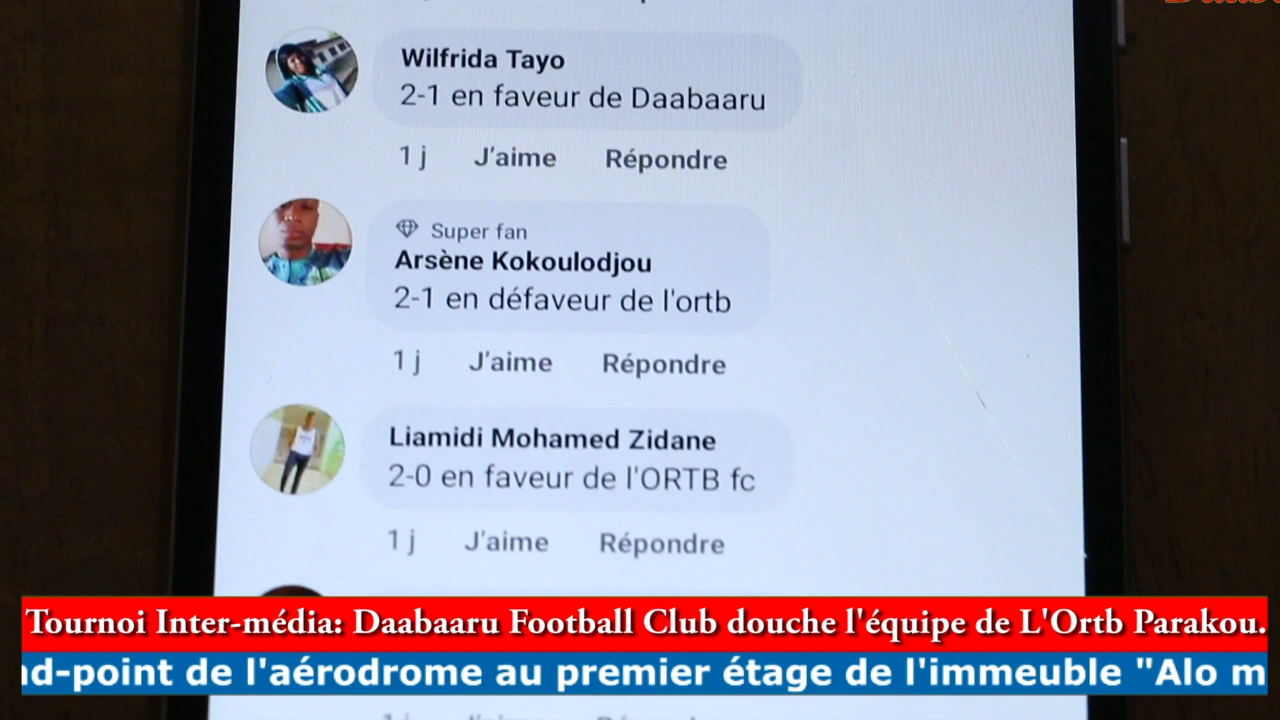 Wilfrida Tayo
2-1 en faveur de Daabaaru
1 j J'aime Répondre
Super fan
Arsène Kokoulodjou
2-1 en défaveur de l'ortb
1 j J'aime Répondre
Liamidi Mohamed Zidane
2-0 en faveur de l'ORTB fc
1 j J'aime Répondre
Tournoi Inter-média: Daabaaru Football Club douche l'équipe de L'Ortb Parakou.
nd-point de l'aérodrome au premier étage de l'immeuble "Alo m